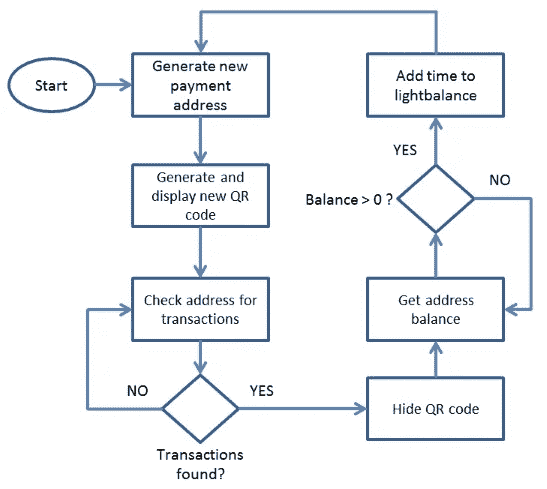 Start
Generate new
payment
address
Generate and
display new QR
code
Check address for
transactions
NO
YES
Transactions
found?
Hide QR code
Get address
balance
Balance > 0 ?
YES
NO
Add time to
lightbalance